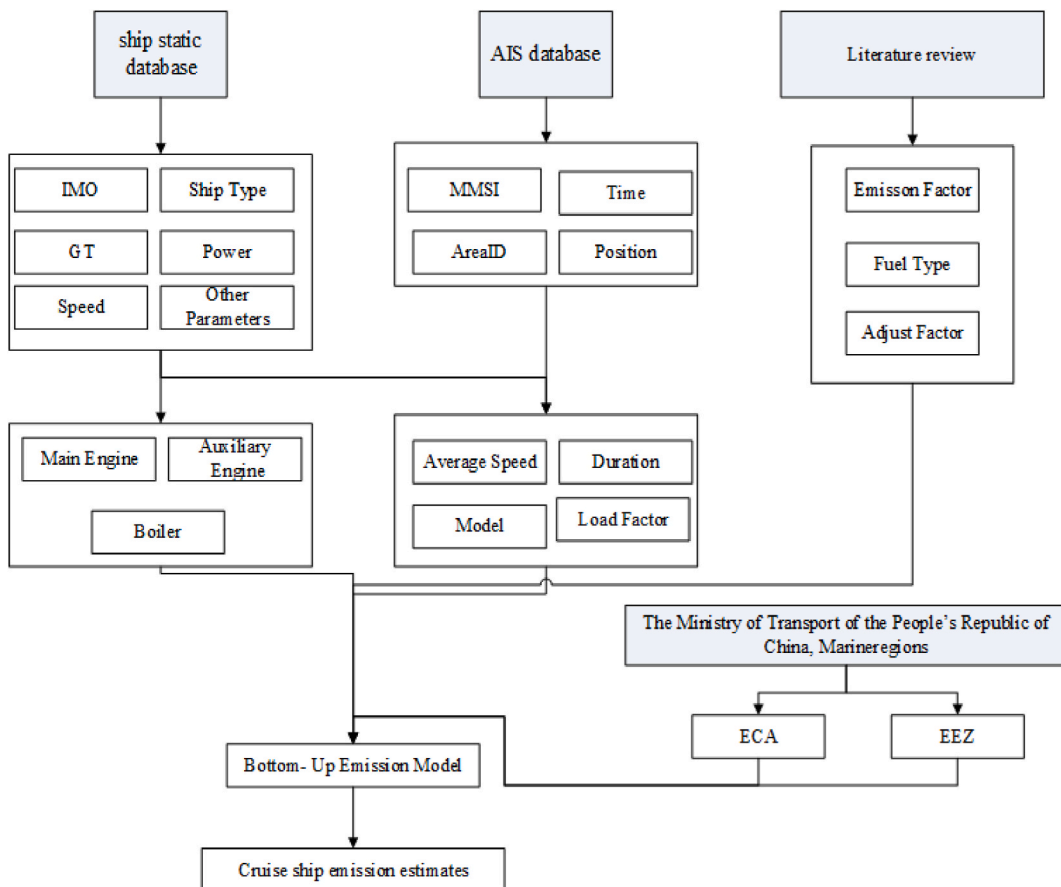 ship static
database
AIS database
Literature review
IMO
Ship Type
GT
Power
Speed
Other
Parameters
MMSI
Time
AreaID
Position
Emisson Factor
Fuel Type
Adjust Factor
Main Engine
Auxiliary
Engine
Boiler
Average Speed
Duration
Model
Load Factor
The Ministry of Transport of the People’s Republic of
China, Marineregions
ECA
EEZ
Bottom- Up Emission Model
Cruise ship emission estimates